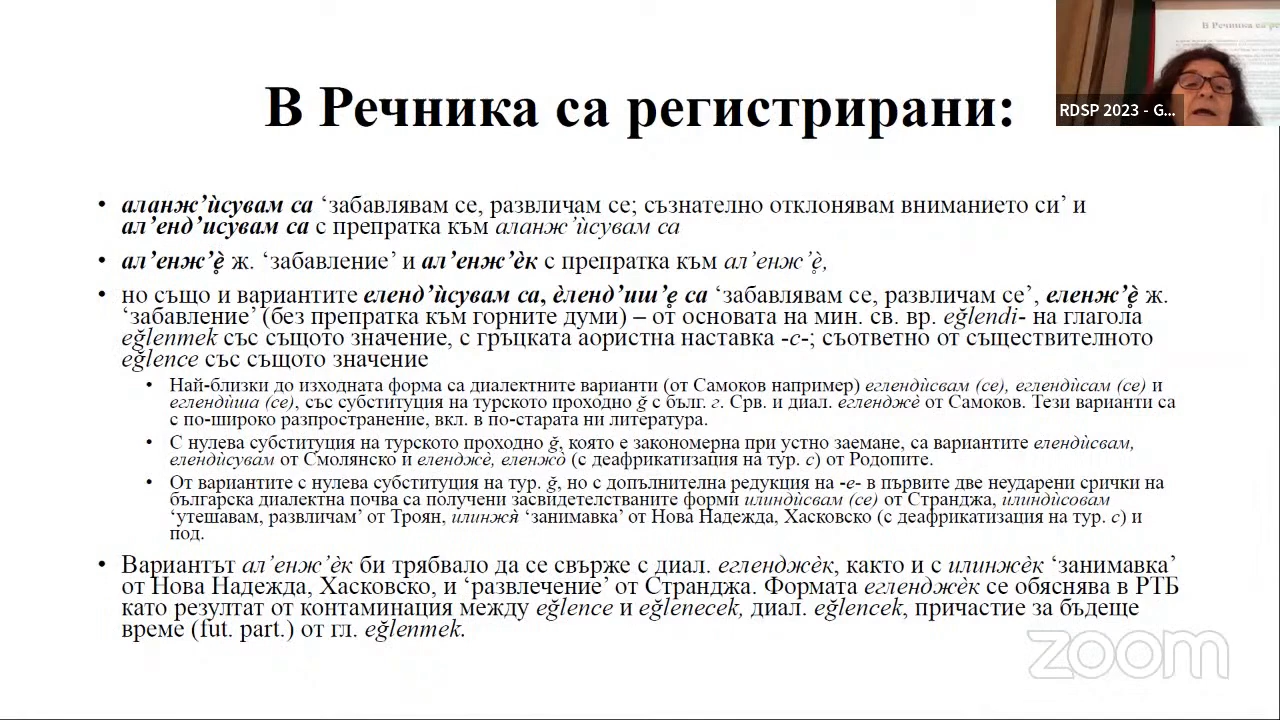 В Речника са регистрирани:
RDSP 2023 - G...
• аланж’ѝсувам са ‘забавлявам се, развличам се; съзнателно отклонявам вниманието си’ и
ал’енд’исувам са с препратка към аланж’ѝсувам са
• ал’енж’ѐ̥ ж. ‘забавление’ и ал’енж’ѐк с препратка към ал’енж’ѐ̥,
• но също и вариантите еленд’ѝсувам са, ѐленд’иш’е̥ са ‘забавлявам се, развличам се’, еленж’ѐ̥ ж.
‘забавление’ (без препратка към горните думи) – от основата на мин. св. вр. eğlendi- на глагола
eğlenmek със същото значение, с гръцката аористна наставка -с-; съответно от съществителното
eğlence със същото значение
• Най-близки до изходната форма са диалектните варианти (от Самоков например) еглендѝсвам (се), еглендѝсам (се) и
еглендѝша (се), със субституция на турското проходно ğ с бълг. г. Срв. и диал. егленджѐ от Самоков. Тези варианти са
с по-широко разпространение, вкл. в по-старата ни литература.
• С нулева субституция на турското проходно ğ, която е закономерна при устно заемане, са вариантите елендѝсвам,
елендѝсувам от Смолянско и еленджѐ, еленжо̀ (с деафрикатизация на тур. c) от Родопите.
• От вариантите с нулева субституция на тур. ğ, но с допълнителна редукция на -е- в първите две неударени срички на
българска диалектна почва са получени засвидетелстваните форми илиндѝсвам (се) от Странджа, илиндѝсовам
‘утешавам, развличам’ от Троян, илинжя̀ ‘занимавка’ от Нова Надежда, Хасковско (с деафрикатизация на тур. c) и
под.
• Вариантът ал’енж’ѐк би трябвало да се свърже с диал. егленджѐк, както и с илинжѐк ‘занимавка’
от Нова Надежда, Хасковско, и ‘развлечение’ от Странджа. Формата егленджѐк се обяснява в РТБ
като резултат от контаминация между eğlence и eğlenecek, диал. eğlencek, причастие за бъдеще
време (fut. part.) от гл. eğlenmek.
zoom